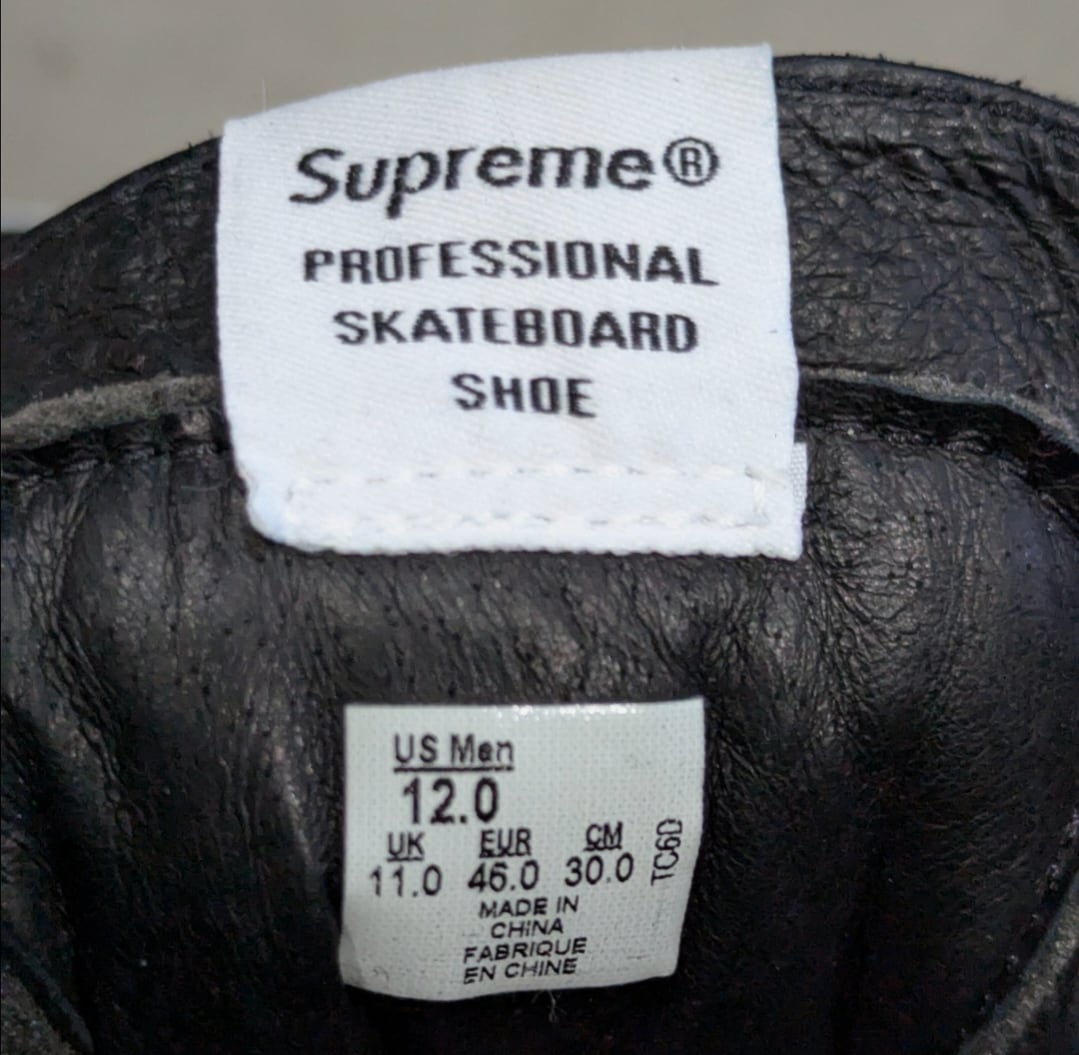 Supreme®
PROFESSIONAL
SKATEBOARD
SHOE
US Men
12.0
UK EUR CM
11.0 46.0 30.0
TC6D
MADE IN
CHINA
FABRIQUE
EN CHINE